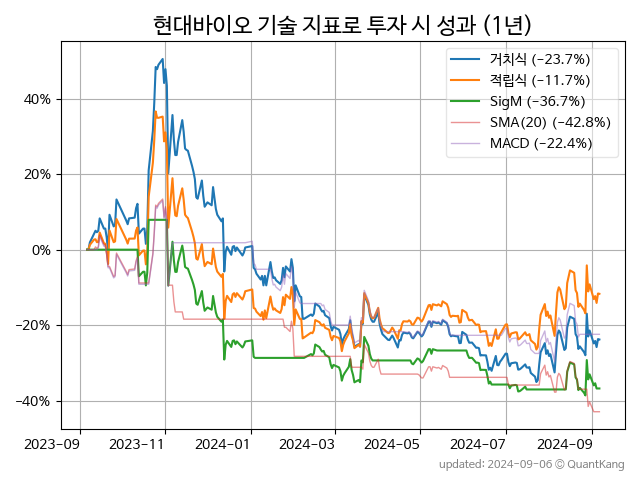 현대바이오 기술 지표로 투자 시 성과 (1년)
거치식 (−23.7%)
적립식 (−11.7%)
SigM (−36.7%)
SMA(20) (−42.8%)
MACD (−22.4%)
40%
20%
0%
−20%
−40%
2023-09 2023-11 2024-01 2024-03 2024-05 2024-07 2024-09
updated: 2024-09-06 © QuantKang